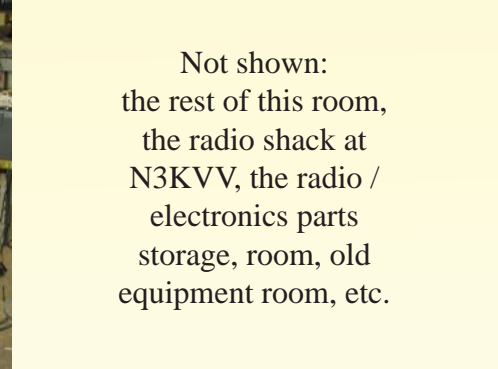 Not shown:
the rest of this room,
the radio shack at
N3KVV, the radio /
electronics parts
storage, room, old
equipment room, etc.